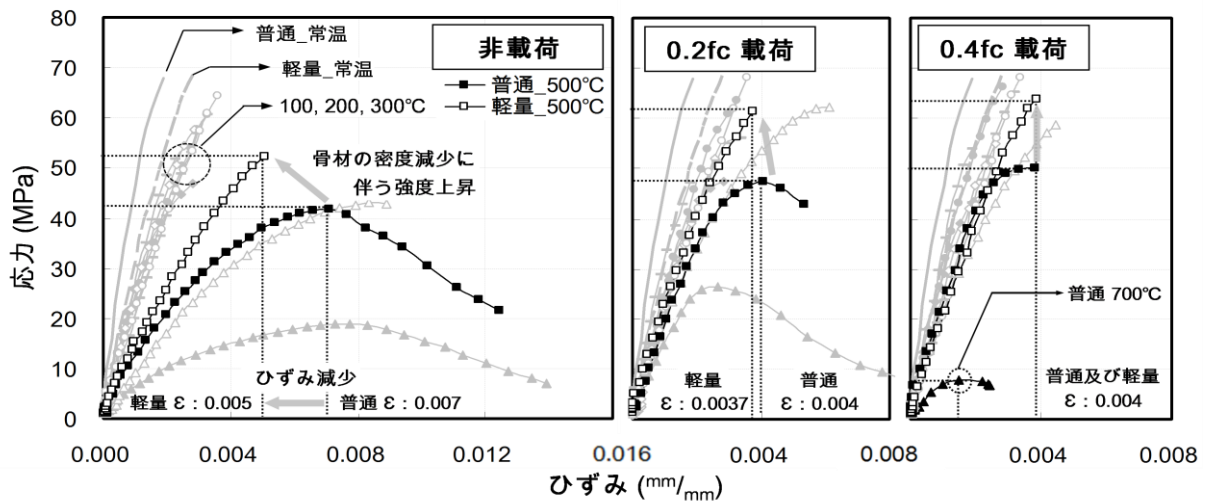 80
70
60
50
40
30
20
10
0
応力 (MPa)
普通_常温
軽量_常温
100, 200, 300℃
非載荷
普通_500℃
軽量_500℃
骨材の密度減少に
伴う強度上昇
ひずみ減少
軽量 ε : 0.005
普通 ε : 0.007
0.2fc 載荷
軽量
ε : 0.0037
普通
ε : 0.004
0.4fc 載荷
普通 700℃
普通及び軽量
ε : 0.004
0.000
0.004
0.008
0.012
0.016
0.004
0.008
0.004
0.008
ひずみ (mm/mm)